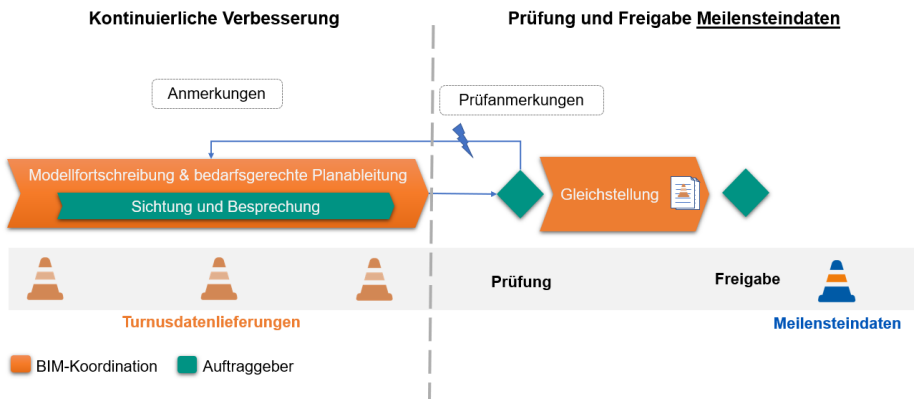 Kontinuierliche Verbesserung
Prüfung und Freigabe Meilensteindaten
Anmerkungen
Prüfanmerkungen
Modellfortschreibung & bedarfsgerechte Planableitung
Sichtung und Besprechung
Gleichstellung
Prüfung
Freigabe
Turnusdatenlieferungen
Meilensteindaten
BIM-Koordination
Auftraggeber